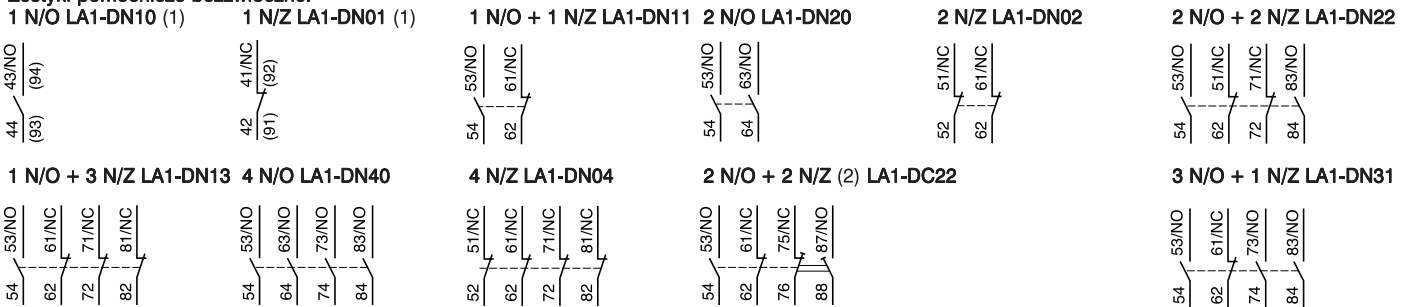 1 N/O LA1-DN10 (1)
1 N/Z LA1-DN01 (1)
1 N/O + 1 N/Z LA1-DN11
2 N/O LA1-DN20
2 N/Z LA1-DN02
2 N/O + 2 N/Z LA1-DN22
43/NO (94)
44 (93)
41/NC (92)
42 (91)
53/NO 61/NC
54 62
53/NO 63/NO
54 64
51/NC 61/NC
52 62
53/NO 51/NC 71/NC 83/NO
54 62 72 84
1 N/O + 3 N/Z LA1-DN13
4 N/O LA1-DN40
4 N/Z LA1-DN04
2 N/O + 2 N/Z (2) LA1-DC22
3 N/O + 1 N/Z LA1-DN31
53/NO 61/NC 71/NC 81/NC
54 62 72 82
53/NO 63/NO 73/NO 83/NO
54 64 74 84
51/NC 61/NC 71/NC 81/NC
52 62 72 82
53/NO 61/NC 75/NC 87/NO
54 62 76 88
53/NO 61/NC 73/NO 83/NO
54 62 74 84